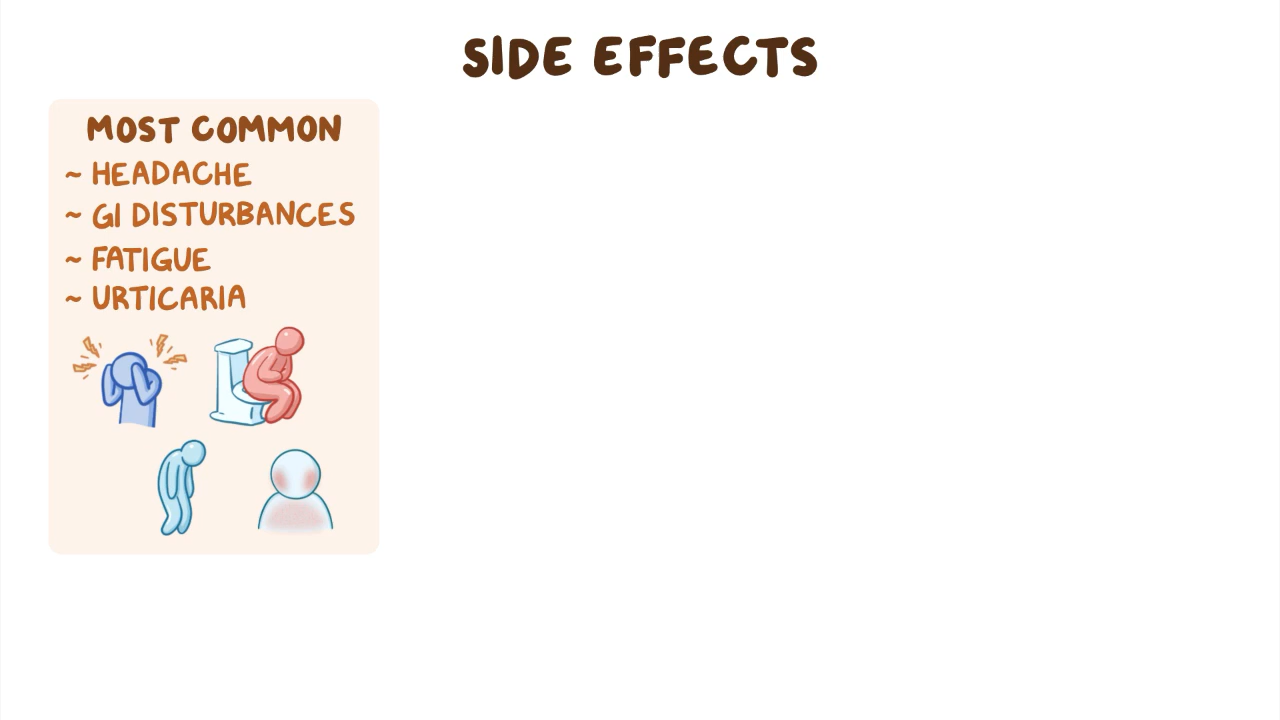 SIDE EFFECTS
MOST COMMON
~ HEADACHE
~ GI DISTURBANCES
~ FATIGUE
~ URTICARIA